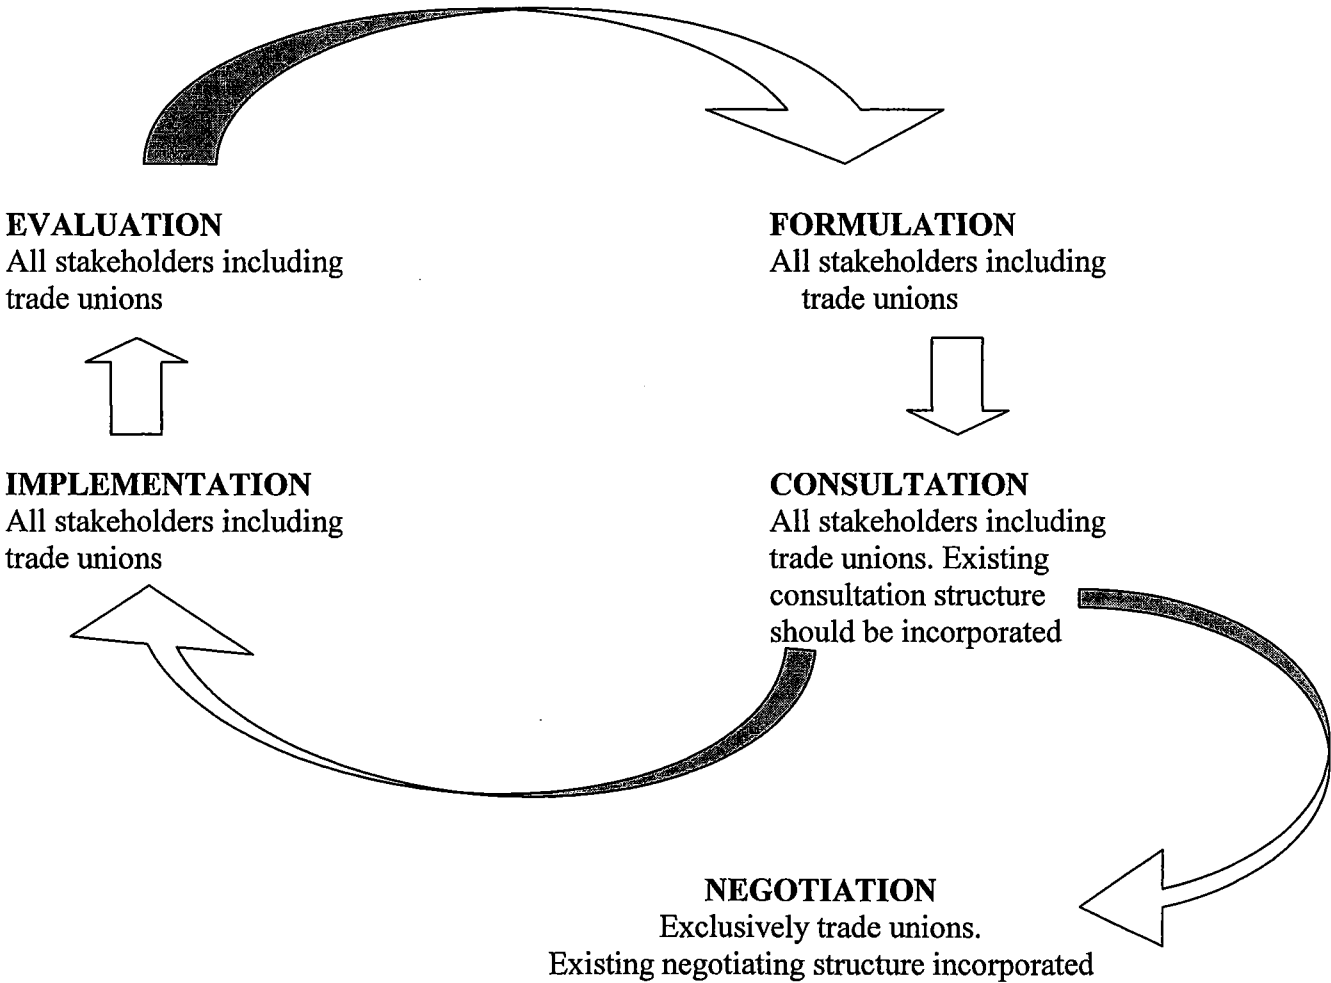 EVALUATION
All stakeholders including
trade unions
FORMULATION
All stakeholders including
trade unions
IMPLEMENTATION
All stakeholders including
trade unions
CONSULTATION
All stakeholders including
trade unions. Existing
consultation structure
should be incorporated
NEGOTIATION
Exclusively trade unions.
Existing negotiating structure incorporated